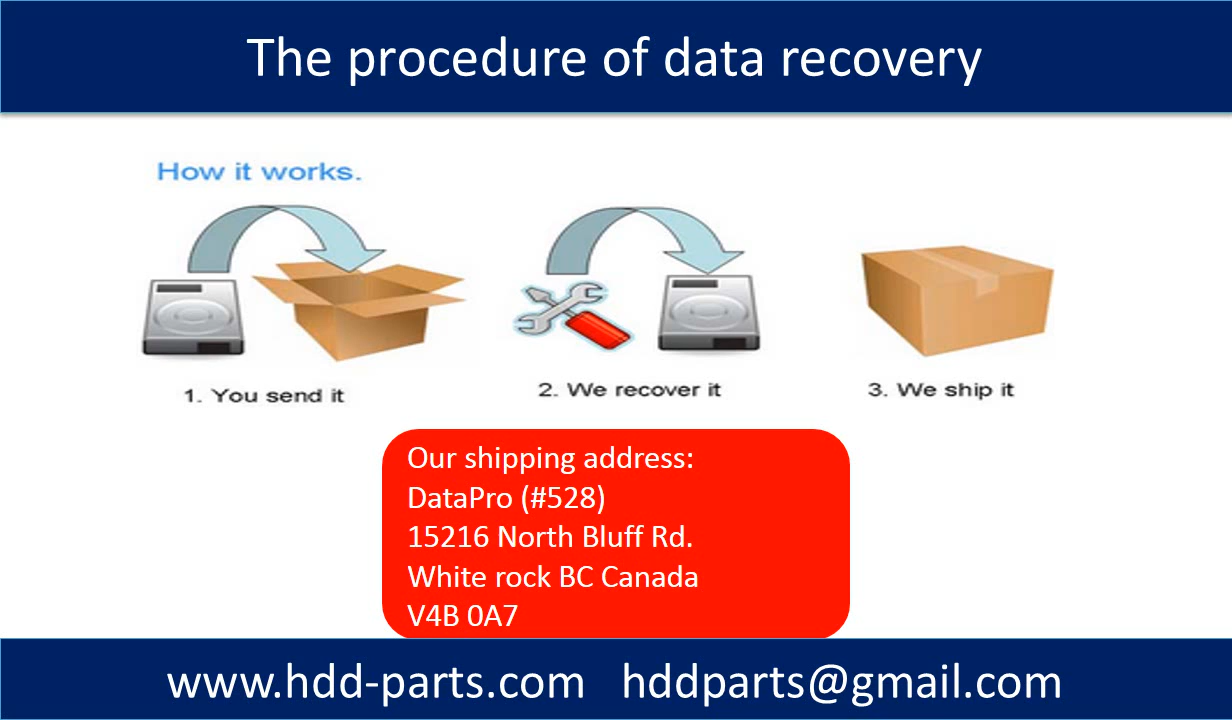 The procedure of data recovery
How it works.
1. You send it
2. We recover it
3. We ship it
Our shipping address:
DataPro (#528)
15216 North Bluff Rd.
White rock BC Canada
V4B 0A7
www.hdd-parts.com hddparts@gmail.com